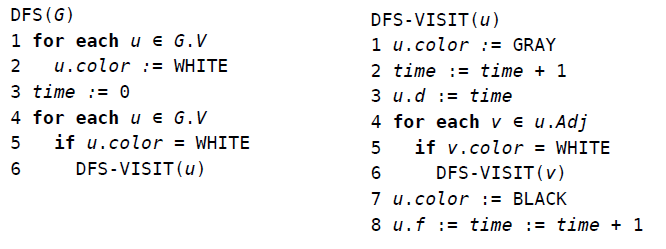 DFS(G)
1 for each u ∈ G.V
2   u.color := WHITE
3 time := 0
4 for each u ∈ G.V
5   if u.color = WHITE
6     DFS-VISIT(u)
DFS-VISIT(u)
1 u.color := GRAY
2 time := time + 1
3 u.d := time
4 for each v ∈ u.Adj
5   if v.color = WHITE
6     DFS-VISIT(v)
7 u.color := BLACK
8 u.f := time := time + 1